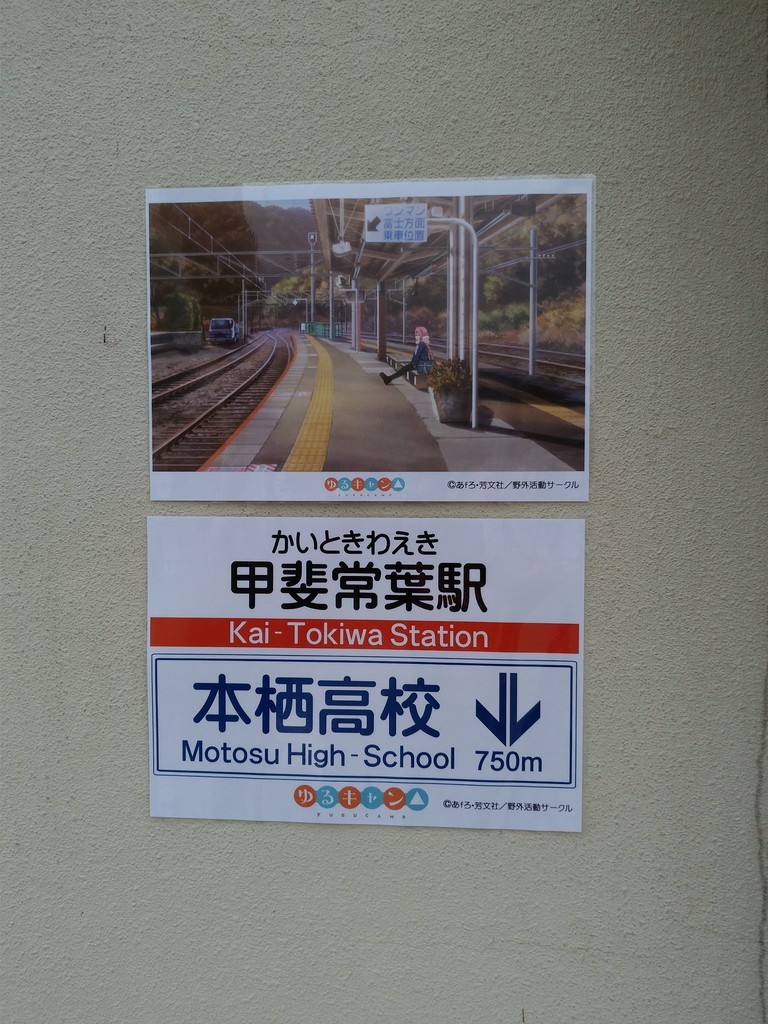 ワンマン
富士方面
乗車位置
ゆるキャン△
YURUCAMP
©あfろ・芳文社／野外活動サークル
かいときわえき
甲斐常葉駅
Kai-Tokiwa Station
本栖高校
Motosu High-School 750m
ゆるキャン△
YURUCAMP
©あfろ・芳文社／野外活動サークル